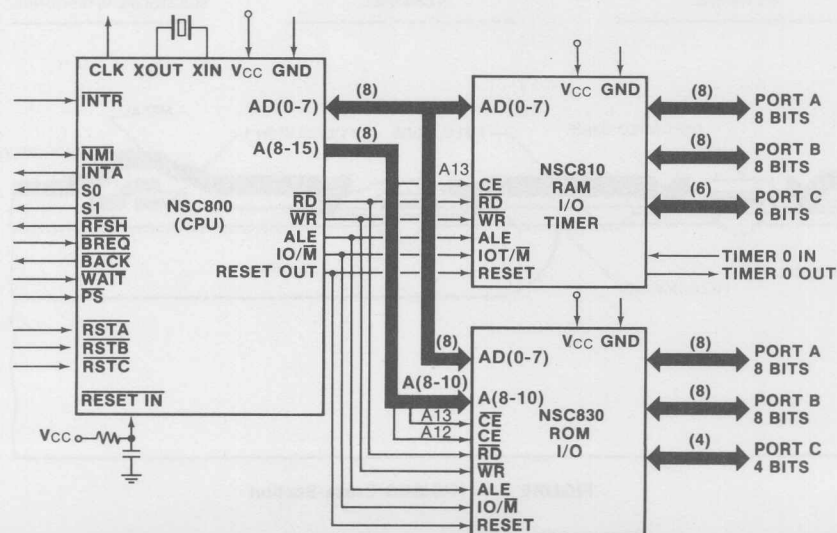 CLK XOUT XIN VCC GND
INTR
NMI
INTA
S0
S1
RFSH
BREQ
BACK
WAIT
PS
RSTA
RSTB
RSTC
RESET IN
VCC
NSC800
(CPU)
AD(0-7)
A(8-15)
RD
WR
ALE
IO/M
RESET OUT
(8)
(8)
VCC GND
AD(0-7)
A13
CE
RD
WR
ALE
IOT/M
RESET
NSC810
RAM
I/O
TIMER
(8)
PORT A
8 BITS
(8)
PORT B
8 BITS
(6)
PORT C
6 BITS
TIMER 0 IN
TIMER 0 OUT
VCC GND
(8)
AD(0-7)
A(8-10)
A(8-10)
A13
CE
A12
CE
RD
WR
ALE
IO/M
RESET
NSC830
ROM
I/O
(8)
PORT A
8 BITS
(8)
PORT B
8 BITS
(4)
PORT C
4 BITS